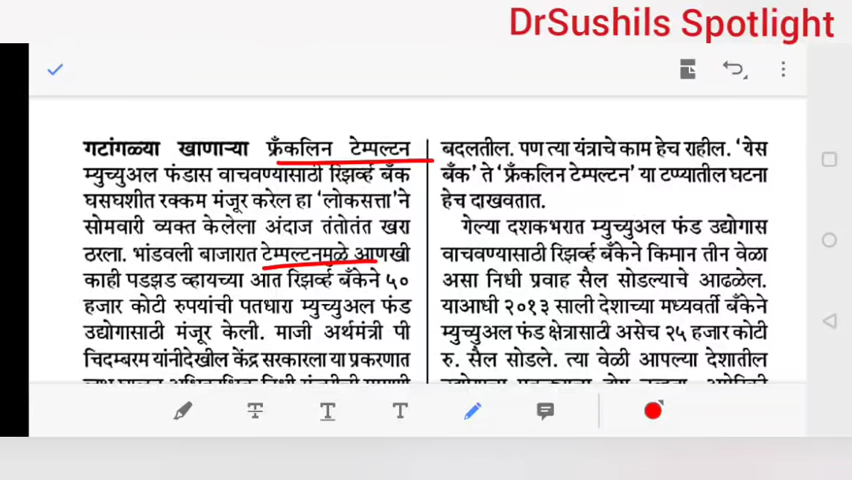 DrSushils Spotlight
गटांगळ्या खाणाऱ्या फ्रँकलिन टेम्पल्टन
म्युच्युअल फंडास वाचवण्यासाठी रिझर्व्ह बँक
घसघशीत रक्कम मंजूर करेल हा ‘लोकसत्ता’ने
सोमवारी व्यक्त केलेला अंदाज तंतोतंत खरा
ठरला. भांडवली बाजारात टेम्पल्टनमुळे आणखी
काही पडझड व्हायच्या आत रिझर्व्ह बँकेने ५०
हजार कोटी रुपयांची पतधारा म्युच्युअल फंड
उद्योगासाठी मंजूर केली. माजी अर्थमंत्री पी
चिदम्बरम यांनीदेखील केंद्र सरकारला या प्रकरणात
बदलतील. पण त्या यंत्राचे काम हेच राहील. ‘येस
बँक’ ते ‘फ्रँकलिन टेम्पल्टन’ या टप्प्यातील घटना
हेच दाखवतात.
गेल्या दशकभरात म्युच्युअल फंड उद्योगास
वाचवण्यासाठी रिझर्व्ह बँकेने किमान तीन वेळा
असा निधी प्रवाह सैल सोडल्याचे आढळेल.
याआधी २०१३ साली देशाच्या मध्यवर्ती बँकेने
म्युच्युअल फंड क्षेत्रासाठी असेच २५ हजार कोटी
रु. सैल सोडले. त्या वेळी आपल्या देशातील